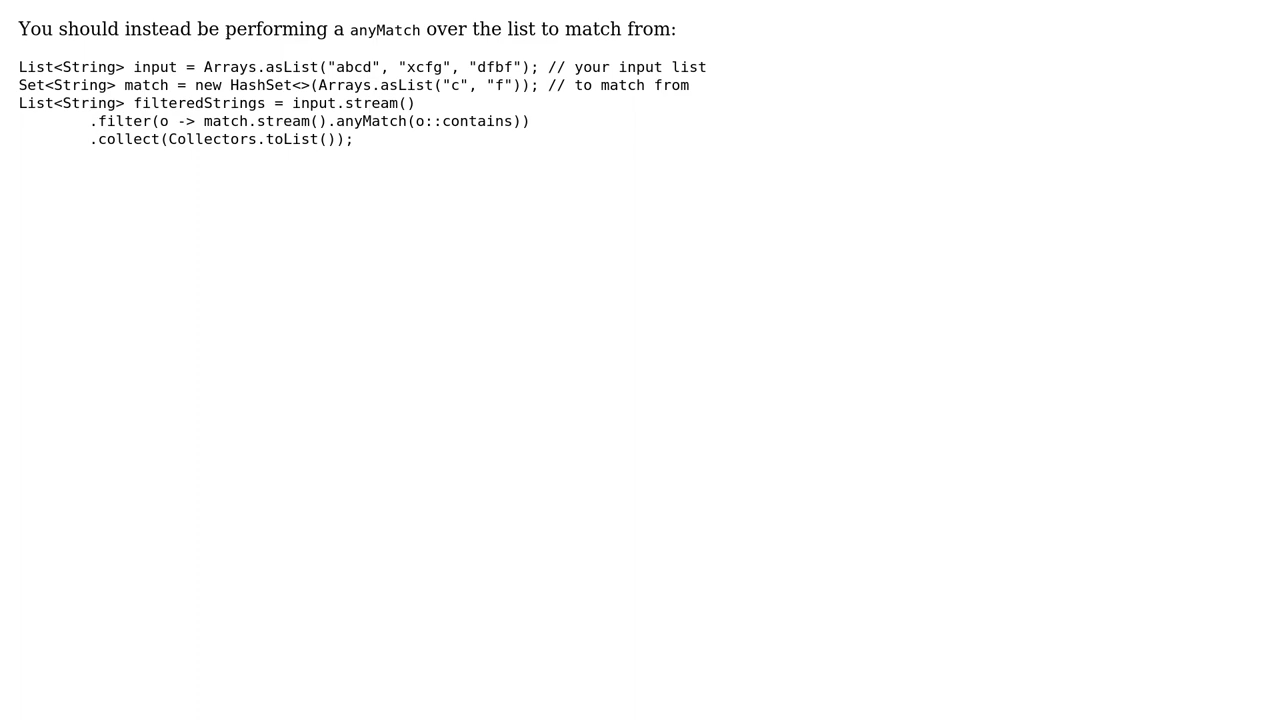 You should instead be performing a anyMatch over the list to match from:
List<String> input = Arrays.asList("abcd", "xcfg", "dfbf"); // your input list
Set<String> match = new HashSet<>(Arrays.asList("c", "f")); // to match from
List<String> filteredStrings = input.stream()
        .filter(o -> match.stream().anyMatch(o::contains))
        .collect(Collectors.toList());